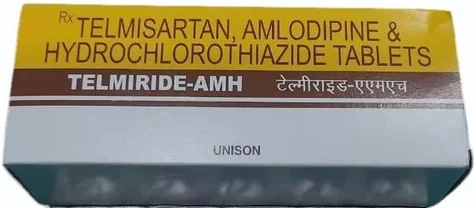 Rx TELMISARTAN, AMLODIPINE &
HYDROCHLOROTHIAZIDE TABLETS
TELMIRIDE-AMH टेल्मीराइड-एएमएच
UNISON